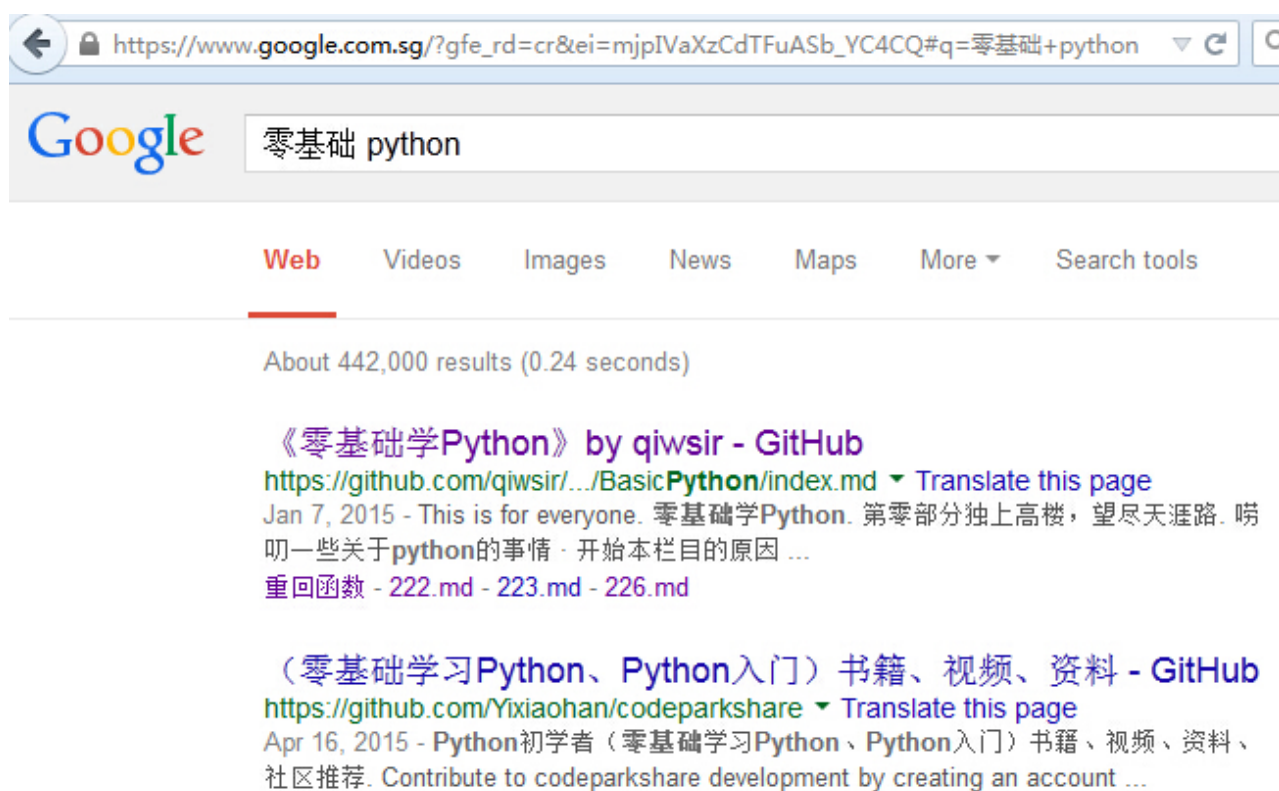 https://www.google.com.sg/?gfe_rd=cr&ei=mjpIVaXzCdTFuASb_YC4CQ#q=零基础+python
Google
零基础 python
Web Videos Images News Maps More Search tools
About 442,000 results (0.24 seconds)
《零基础学Python》by qiwsir - GitHub
https://github.com/qiwsir/.../BasicPython/index.md Translate this page
Jan 7, 2015 - This is for everyone. 零基础学Python. 第零部分独上高楼，望尽天涯路. 唠
叨一些关于python的事情 · 开始本栏目的原因 ...
重回函数 - 222.md - 223.md - 226.md
（零基础学习Python、Python入门）书籍、视频、资料 - GitHub
https://github.com/Yixiaohan/codeparkshare Translate this page
Apr 16, 2015 - Python初学者（零基础学习Python、Python入门）书籍、视频、资料、
社区推荐. Contribute to codeparkshare development by creating an account ...